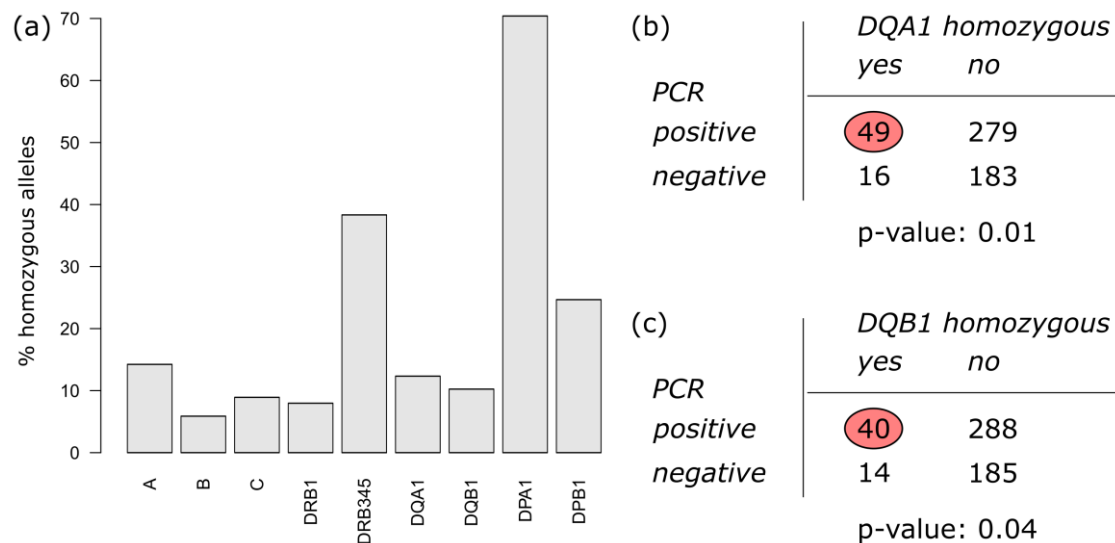 (a)
% homozygous alleles
70
60
50
40
30
20
10
0
A
B
C
DRB1
DRB345
DQA1
DQB1
DPA1
DPB1
(b)
DQA1 homozygous
yes no
PCR
positive 49 279
negative 16 183
p-value: 0.01
(c)
DQB1 homozygous
yes no
PCR
positive 40 288
negative 14 185
p-value: 0.04